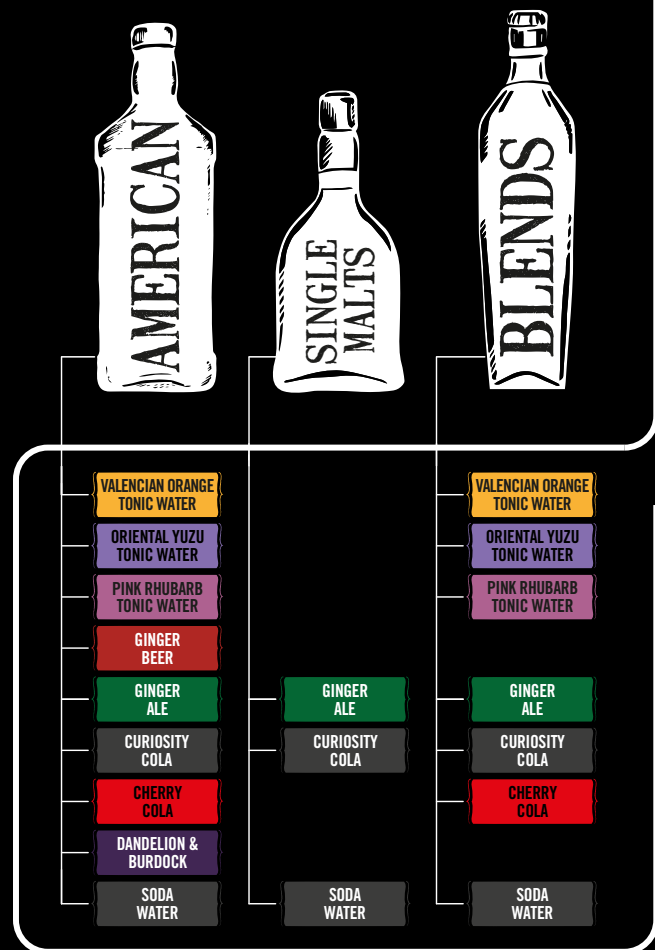 AMERICAN
SINGLE
MALTS
BLENDS
VALENCIAN ORANGE
TONIC WATER
ORIENTAL YUZU
TONIC WATER
PINK RHUBARB
TONIC WATER
GINGER
BEER
GINGER
ALE
CURIOSITY
COLA
CHERRY
COLA
DANDELION &
BURDOCK
SODA
WATER
GINGER
ALE
CURIOSITY
COLA
SODA
WATER
VALENCIAN ORANGE
TONIC WATER
ORIENTAL YUZU
TONIC WATER
PINK RHUBARB
TONIC WATER
GINGER
ALE
CURIOSITY
COLA
CHERRY
COLA
SODA
WATER